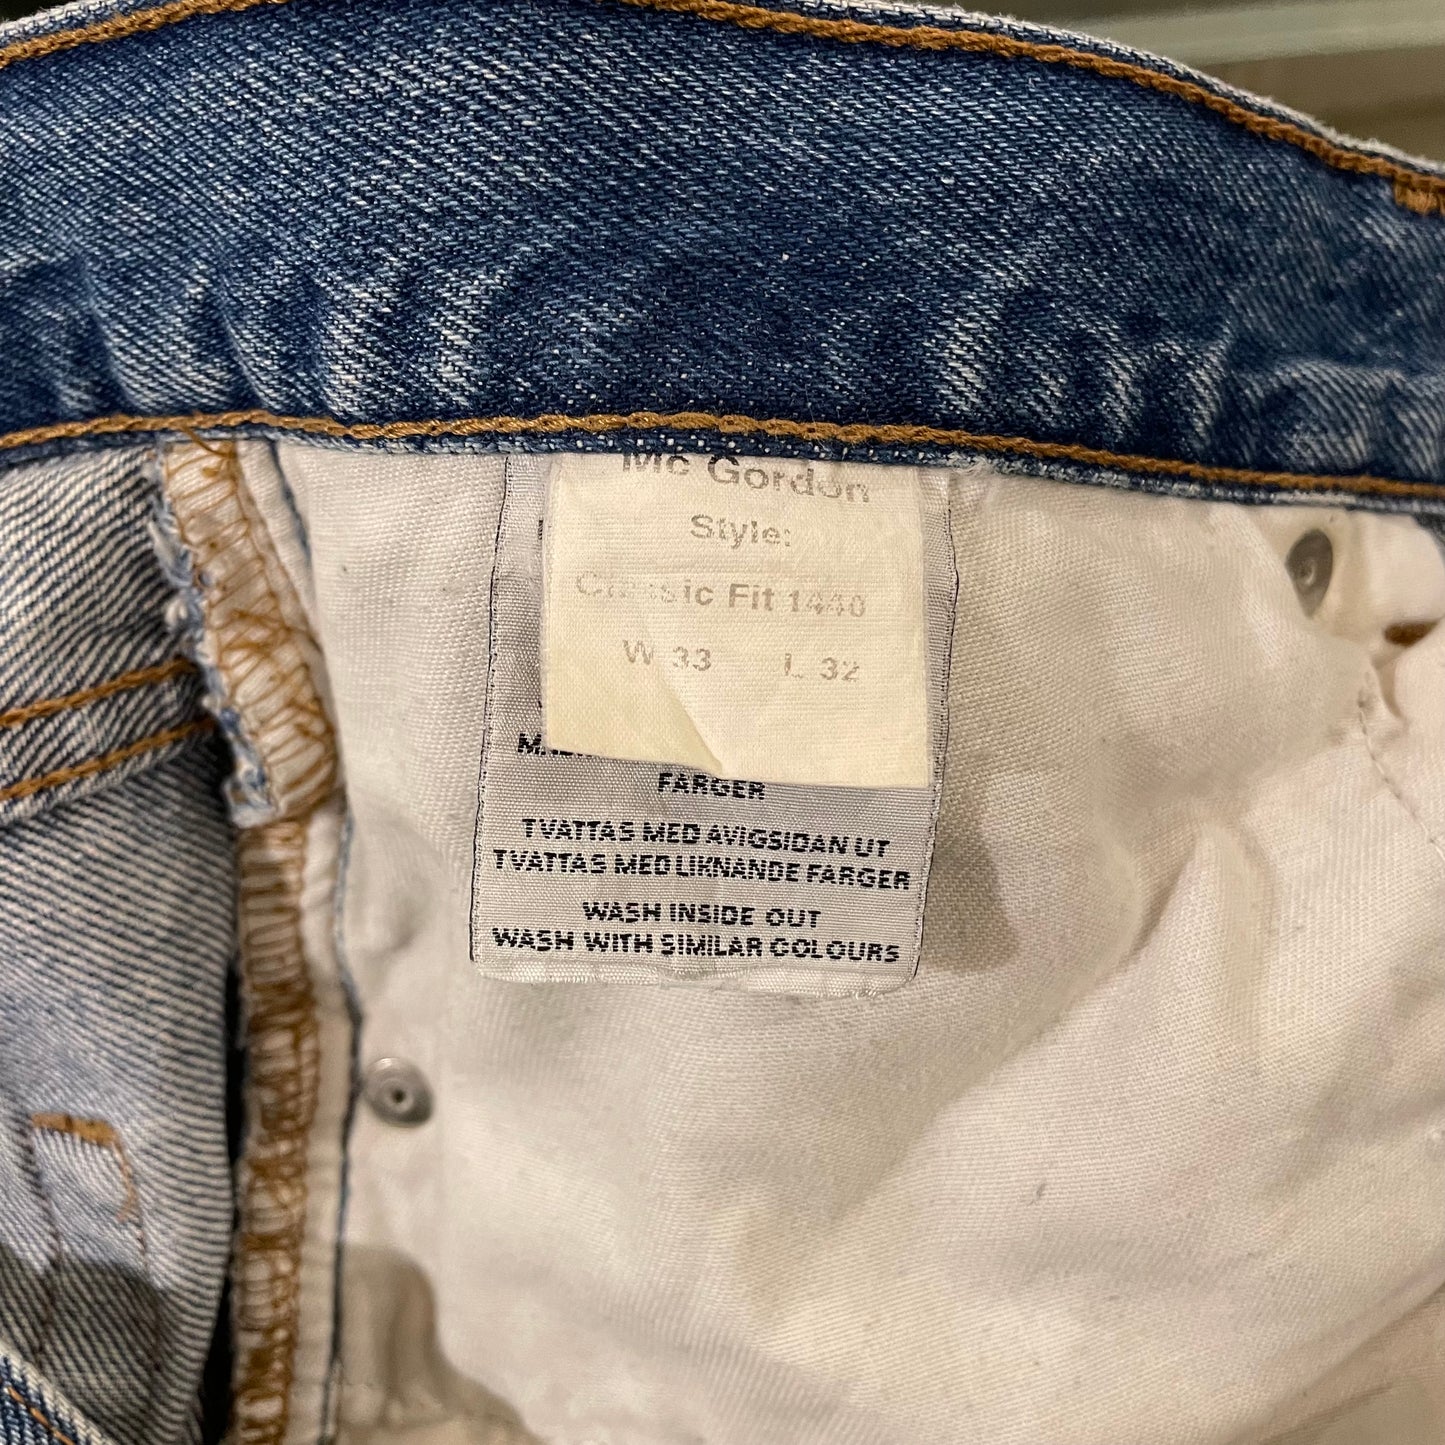 Mc Gordon
Style:
Classic Fit 1440
W 33 L 32
FARGER
TVATTAS MED AVIGSIDAN UT
TVATTAS MED LIKNANDE FARGER
WASH INSIDE OUT
WASH WITH SIMILAR COLOURS